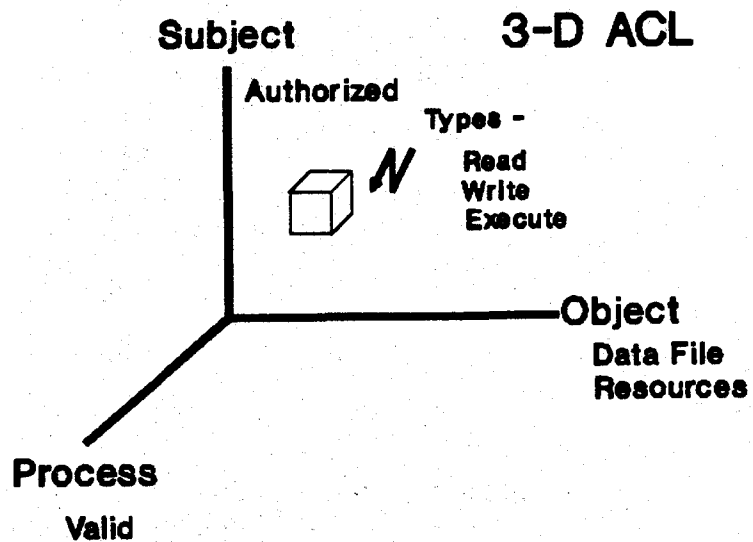 Subject
3-D ACL
Authorized
Types -
Read
Write
Execute
Object
Data File
Resources
Process
Valid